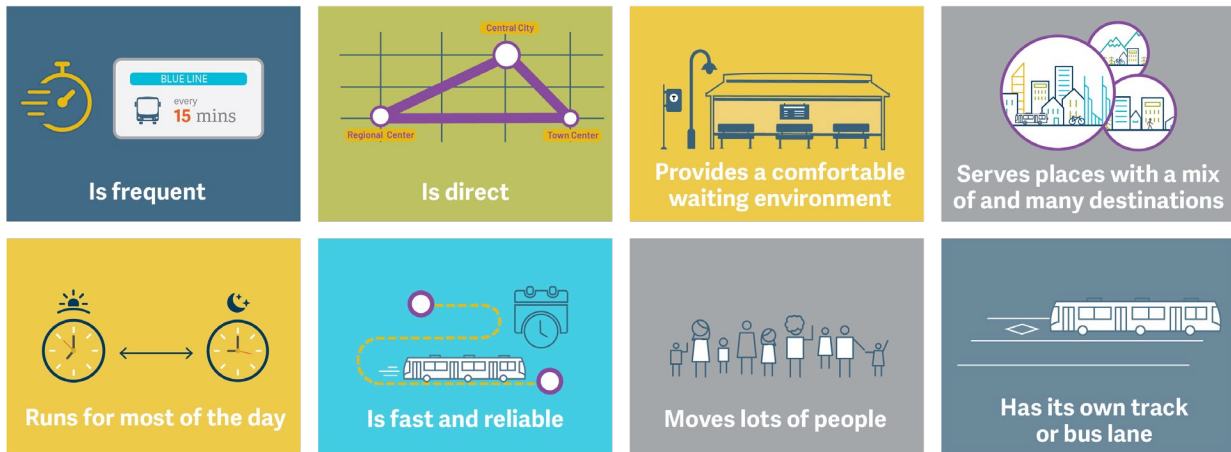 BLUE LINE
every
15 mins
Is frequent
Central City
Regional Center
Town Center
Is direct
T
Provides a comfortable
waiting environment
Serves places with a mix
of and many destinations
Runs for most of the day
Is fast and reliable
Moves lots of people
Has its own track
or bus lane